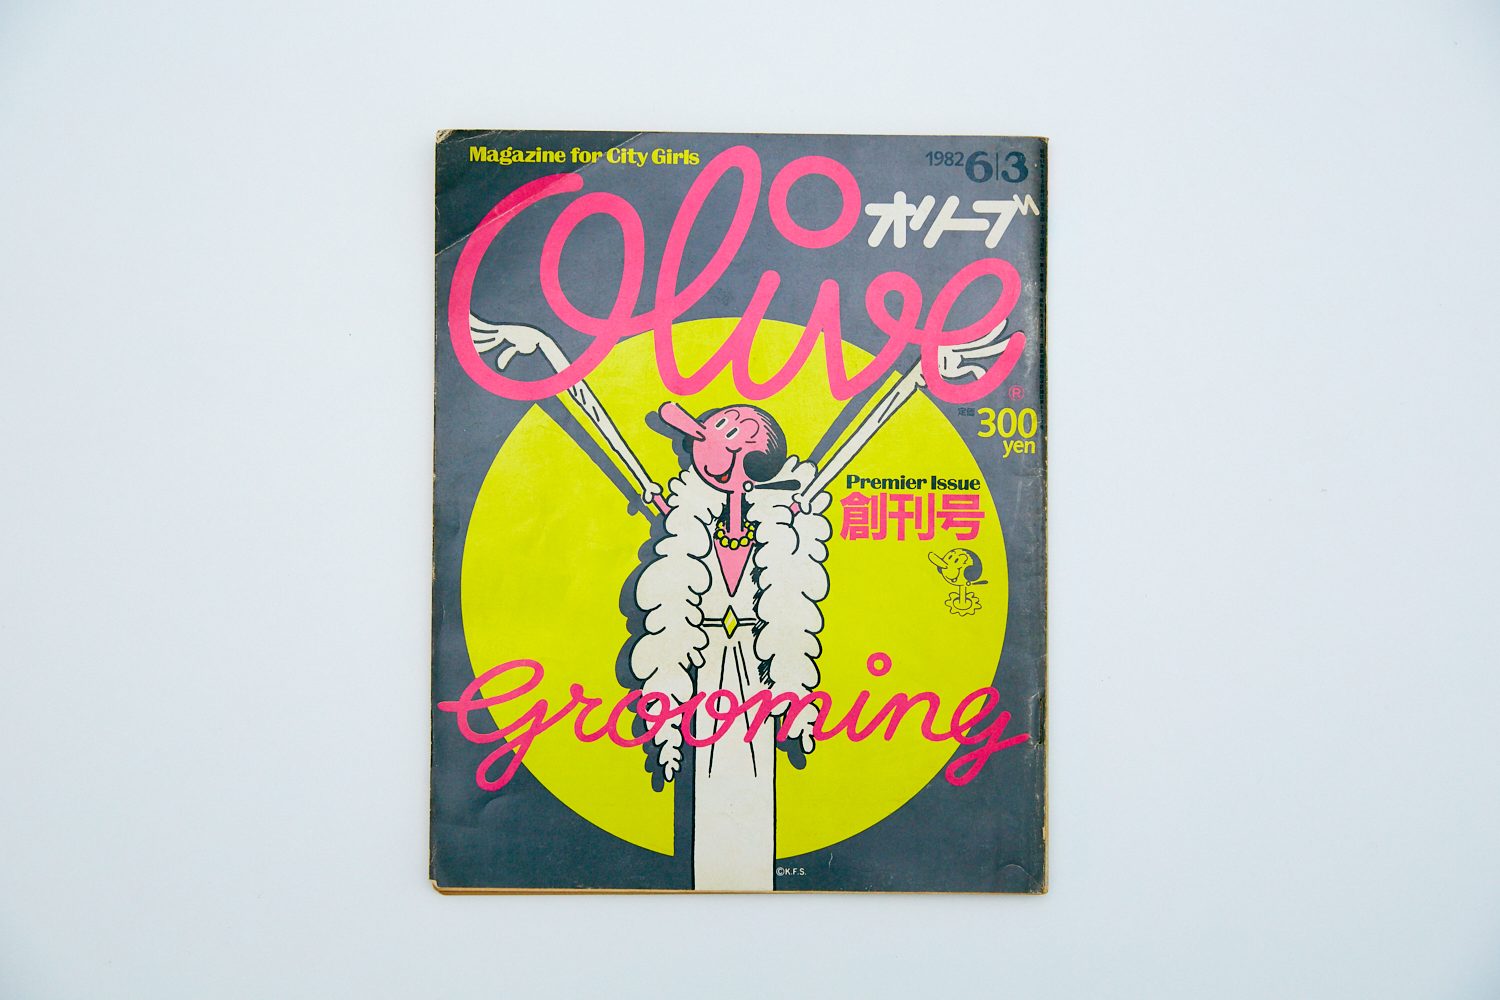 Magazine for City Girls
1982 6|3
Olive
オリーブ
®
定価 300
yen
Premier Issue
創刊号
Grooming
©K.F.S.